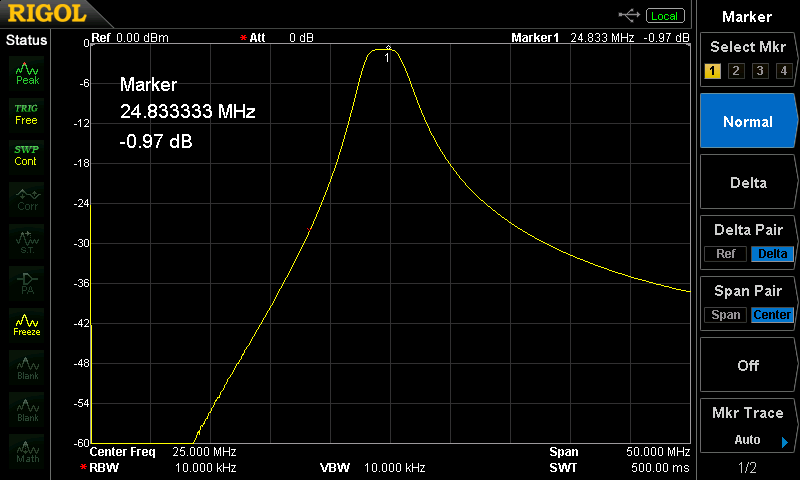 RIGOL
Status
Peak
TRIG
Free
SWP
Cont
Corr
S.T.
PA
Freeze
Blank
Blank
Math
Ref 0.00 dBm
* Att 0 dB
Marker1 24.833 MHz -0.97 dB
Local
0
-6
-12
-18
-24
-30
-36
-42
-48
-54
-60
1
Marker
24.833333 MHz
-0.97 dB
Center Freq 25.000 MHz
Span 50.000 MHz
* RBW 10.000 kHz
VBW 10.000 kHz
SWT 500.00 ms
Marker
Select Mkr
1 2 3 4
Normal
Delta
Delta Pair
Ref Delta
Span Pair
Span Center
Off
Mkr Trace
Auto
1/2